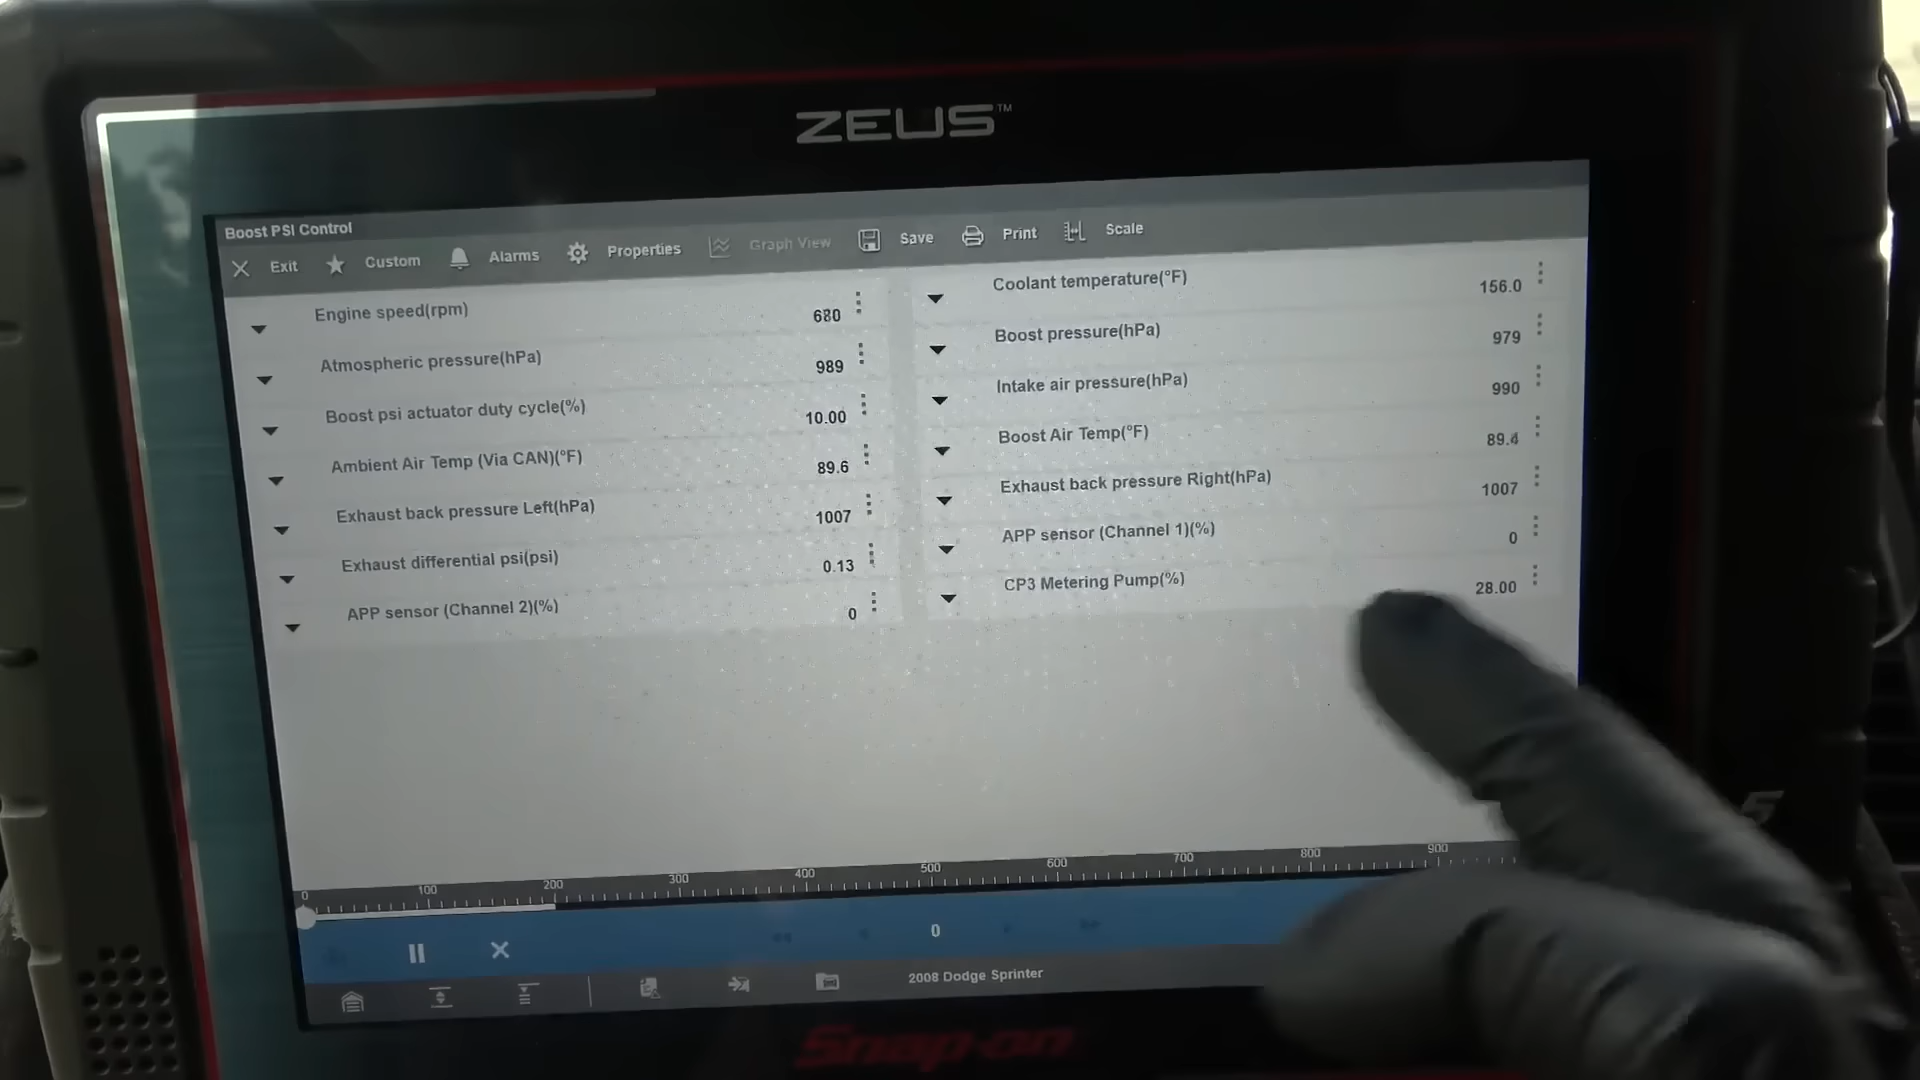 ZEUS™
Boost PSI Control
Exit Custom Alarms Properties Graph View Save Print Scale
Engine speed(rpm) 680
Atmospheric pressure(hPa) 989
Boost psi actuator duty cycle(%) 10.00
Ambient Air Temp (Via CAN)(°F) 89.6
Exhaust back pressure Left(hPa) 1007
Exhaust differential psi(psi) 0.13
APP sensor (Channel 2)(%) 0
Coolant temperature(°F) 156.0
Boost pressure(hPa) 979
Intake air pressure(hPa) 990
Boost Air Temp(°F) 89.4
Exhaust back pressure Right(hPa) 1007
APP sensor (Channel 1)(%) 0
CP3 Metering Pump(%) 28.00
0 100 200 300 400 500 600 700 800 900
0
2008 Dodge Sprinter
Snap-on